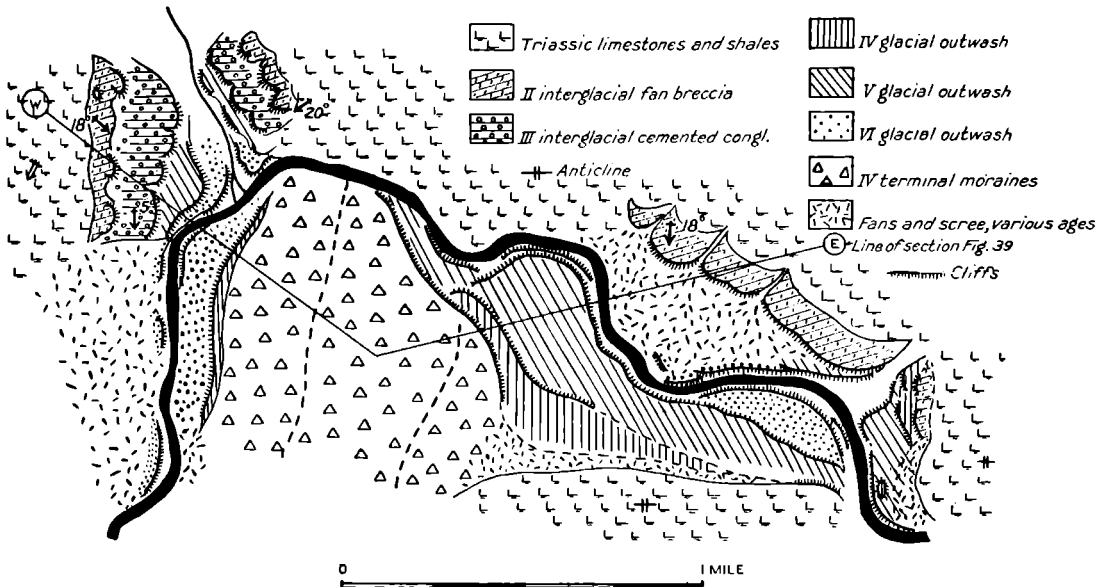 Triassic limestones and shales
II interglacial fan breccia
III interglacial cemented congl.
Anticline
IV glacial outwash
V glacial outwash
VI glacial outwash
IV terminal moraines
Fans and scree, various ages
E
Line of section Fig. 39
Cliffs
W
18°
20°
18°
0
1 MILE